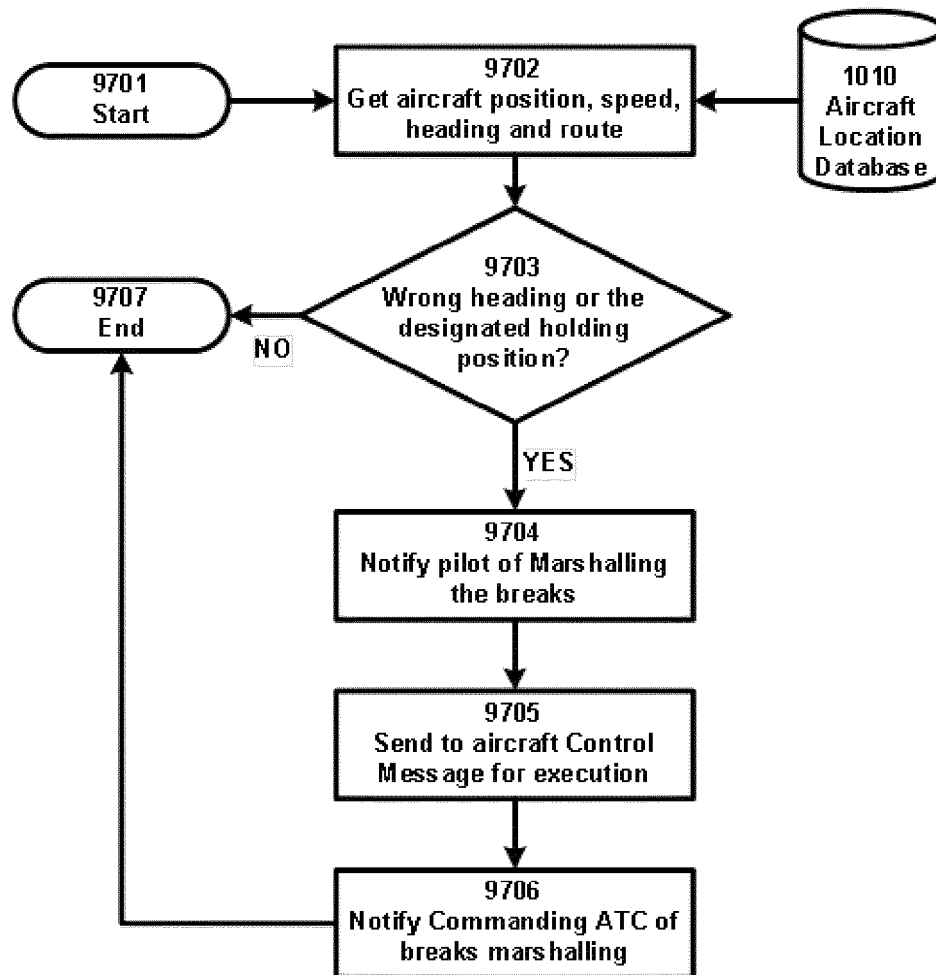 9701
Start
9702
Get aircraft position, speed,
heading and route
1010
Aircraft
Location
Database
9703
Wrong heading or the
designated holding
position?
9707
End
NO
YES
9704
Notify pilot of Marshalling
the breaks
9705
Send to aircraft Control
Message for execution
9706
Notify Commanding ATC of
breaks marshalling